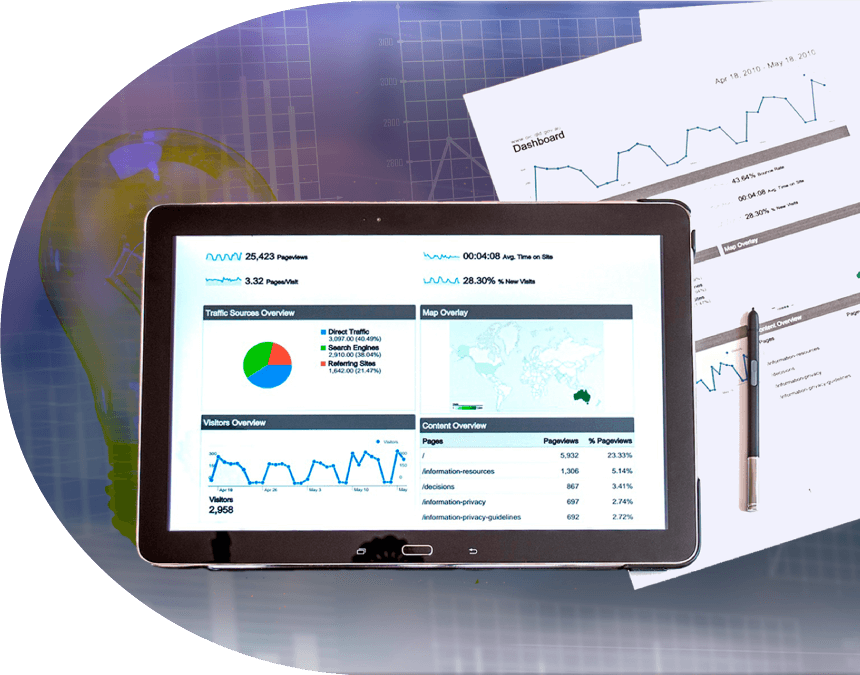 3000
3000
2000
2000
Apr 18, 2010 - May 18, 2010
Dashboard
43.64% Bounce Rate
00:04:08 Avg. Time on Site
28.30% % New Visits
Map Overlay
Content Overview
Pages
/information-resources
/decisions
/information-privacy
/information-privacy-guidelines
25,423 Pageviews
00:04:08 Avg. Time on Site
3.32 Pages/Visit
28.30% % New Visits
Traffic Sources Overview
Direct Traffic
3,097.00 (40.49%)
Search Engines
2,910.00 (38.04%)
Referring Sites
1,642.00 (21.47%)
Map Overlay
Visitors Overview
Visitors
Apr 19
Apr 26
May 3
May 10
May
Visitors
2,958
Content Overview
Pages Pageviews % Pageviews
/ 5,932 23.33%
/information-resources 1,306 5.14%
/decisions 867 3.41%
/information-privacy 697 2.74%
/information-privacy-guidelines 692 2.72%